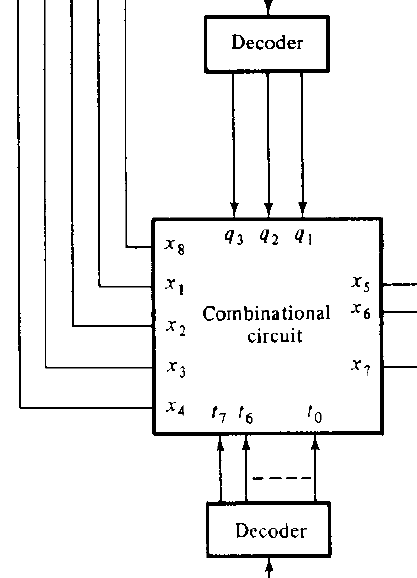 Decoder
q3 q2 q1
x8
x1
x2
x3
x4
Combinational
circuit
x5
x6
x7
t7 t6 t0
Decoder